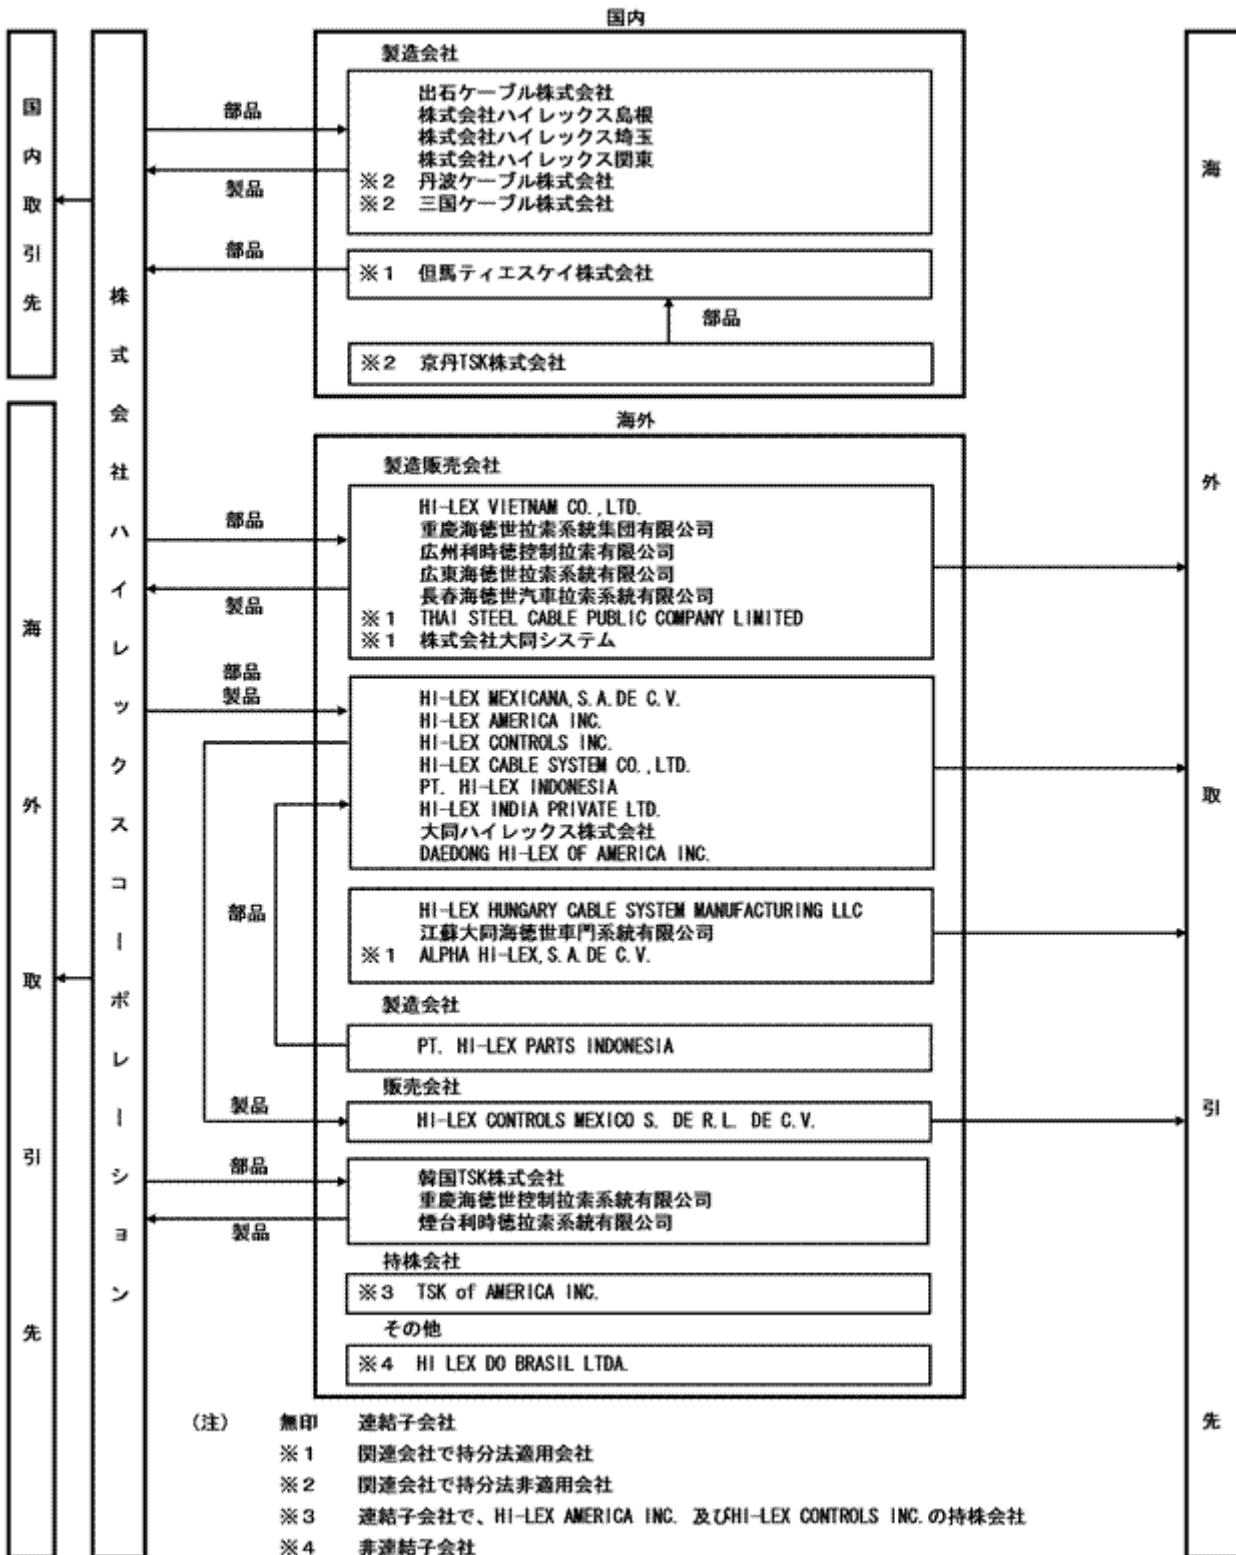 国内
国内取引先
株式会社ハイレックスコーポレーション
海外取引先
海外取引先
製造会社
部品
製品
出石ケーブル株式会社
株式会社ハイレックス島根
株式会社ハイレックス埼玉
株式会社ハイレックス関東
※2 丹波ケーブル株式会社
※2 三国ケーブル株式会社
部品
※1 但馬ティエスケイ株式会社
部品
※2 京丹TSK株式会社
海外
製造販売会社
部品
製品
HI-LEX VIETNAM CO.,LTD.
重慶海徳世拉索系統集団有限公司
広州利時徳控制拉索有限公司
広東海徳世拉索系統有限公司
長春海徳世汽車拉索系統有限公司
※1 THAI STEEL CABLE PUBLIC COMPANY LIMITED
※1 株式会社大同システム
部品
製品
HI-LEX MEXICANA,S.A.DE C.V.
HI-LEX AMERICA INC.
HI-LEX CONTROLS INC.
HI-LEX CABLE SYSTEM CO.,LTD.
PT. HI-LEX INDONESIA
HI-LEX INDIA PRIVATE LTD.
大同ハイレックス株式会社
DAEDONG HI-LEX OF AMERICA INC.
部品
HI-LEX HUNGARY CABLE SYSTEM MANUFACTURING LLC
江蘇大同海徳世車門系統有限公司
※1 ALPHA HI-LEX,S.A.DE C.V.
製造会社
PT. HI-LEX PARTS INDONESIA
販売会社
製品
HI-LEX CONTROLS MEXICO S. DE R.L. DE C.V.
部品
製品
韓国TSK株式会社
重慶海徳世控制拉索系統有限公司
煙台利時徳拉索系統有限公司
持株会社
※3 TSK of AMERICA INC.
その他
※4 HI LEX DO BRASIL LTDA.
(注) 無印 連結子会社
※1 関連会社で持分法適用会社
※2 関連会社で持分法非適用会社
※3 連結子会社で、HI-LEX AMERICA INC. 及びHI-LEX CONTROLS INC.の持株会社
※4 非連結子会社